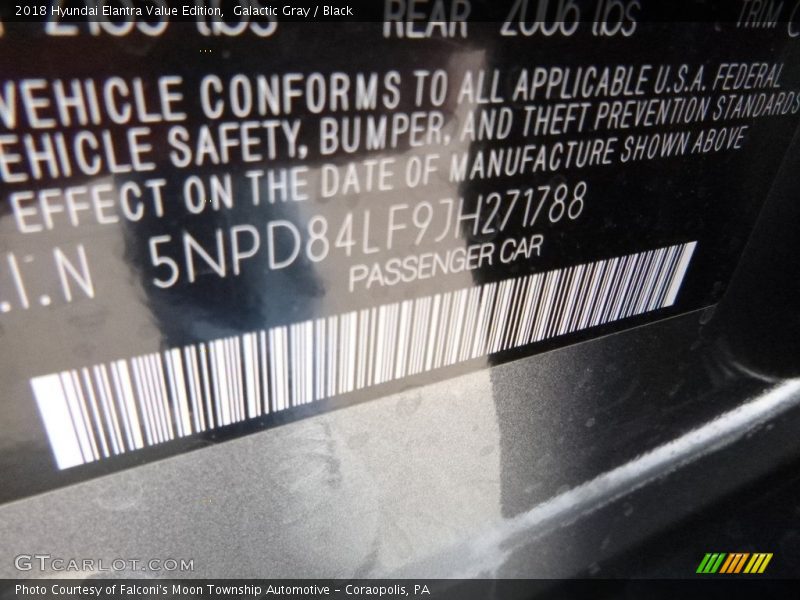 2018 Hyundai Elantra Value Edition, Galactic Gray / Black
REAR 2006 lbs TRIM
VEHICLE CONFORMS TO ALL APPLICABLE U.S.A. FEDERAL
VEHICLE SAFETY, BUMPER, AND THEFT PREVENTION STANDARDS
EFFECT ON THE DATE OF MANUFACTURE SHOWN ABOVE
.I.N 5NPD84LF9JH271788
PASSENGER CAR
GTCARLOT.COM
Photo Courtesy of Falconi's Moon Township Automotive - Coraopolis, PA